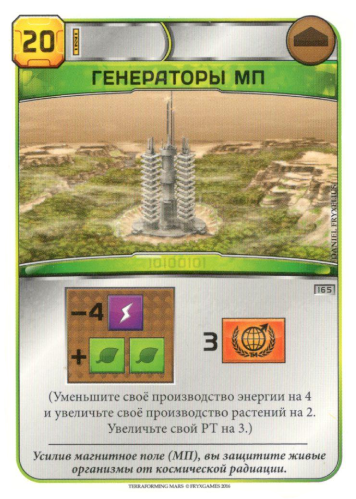 20
ГЕНЕРАТОРЫ МП
DANIEL FRYXELIUS
10100101
165
-4
+
3
(Уменьшите своё производство энергии на 4
и увеличьте своё производство растений на 2.
Увеличьте свой РТ на 3.)
Усилив магнитное поле (МП), вы защитите живые
организмы от космической радиации.
TERRAFORMING MARS © FRYXGAMES 2016